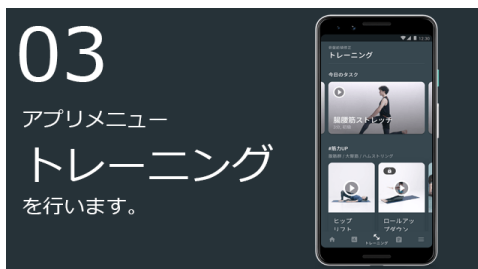 03
アプリメニュー
トレーニング
を行います。
12:30
トレーニング
今日のタスク
腸腰筋ストレッチ
#筋力UP
ヒップ
リフト
ロールアッ
プダウン
トレーニング